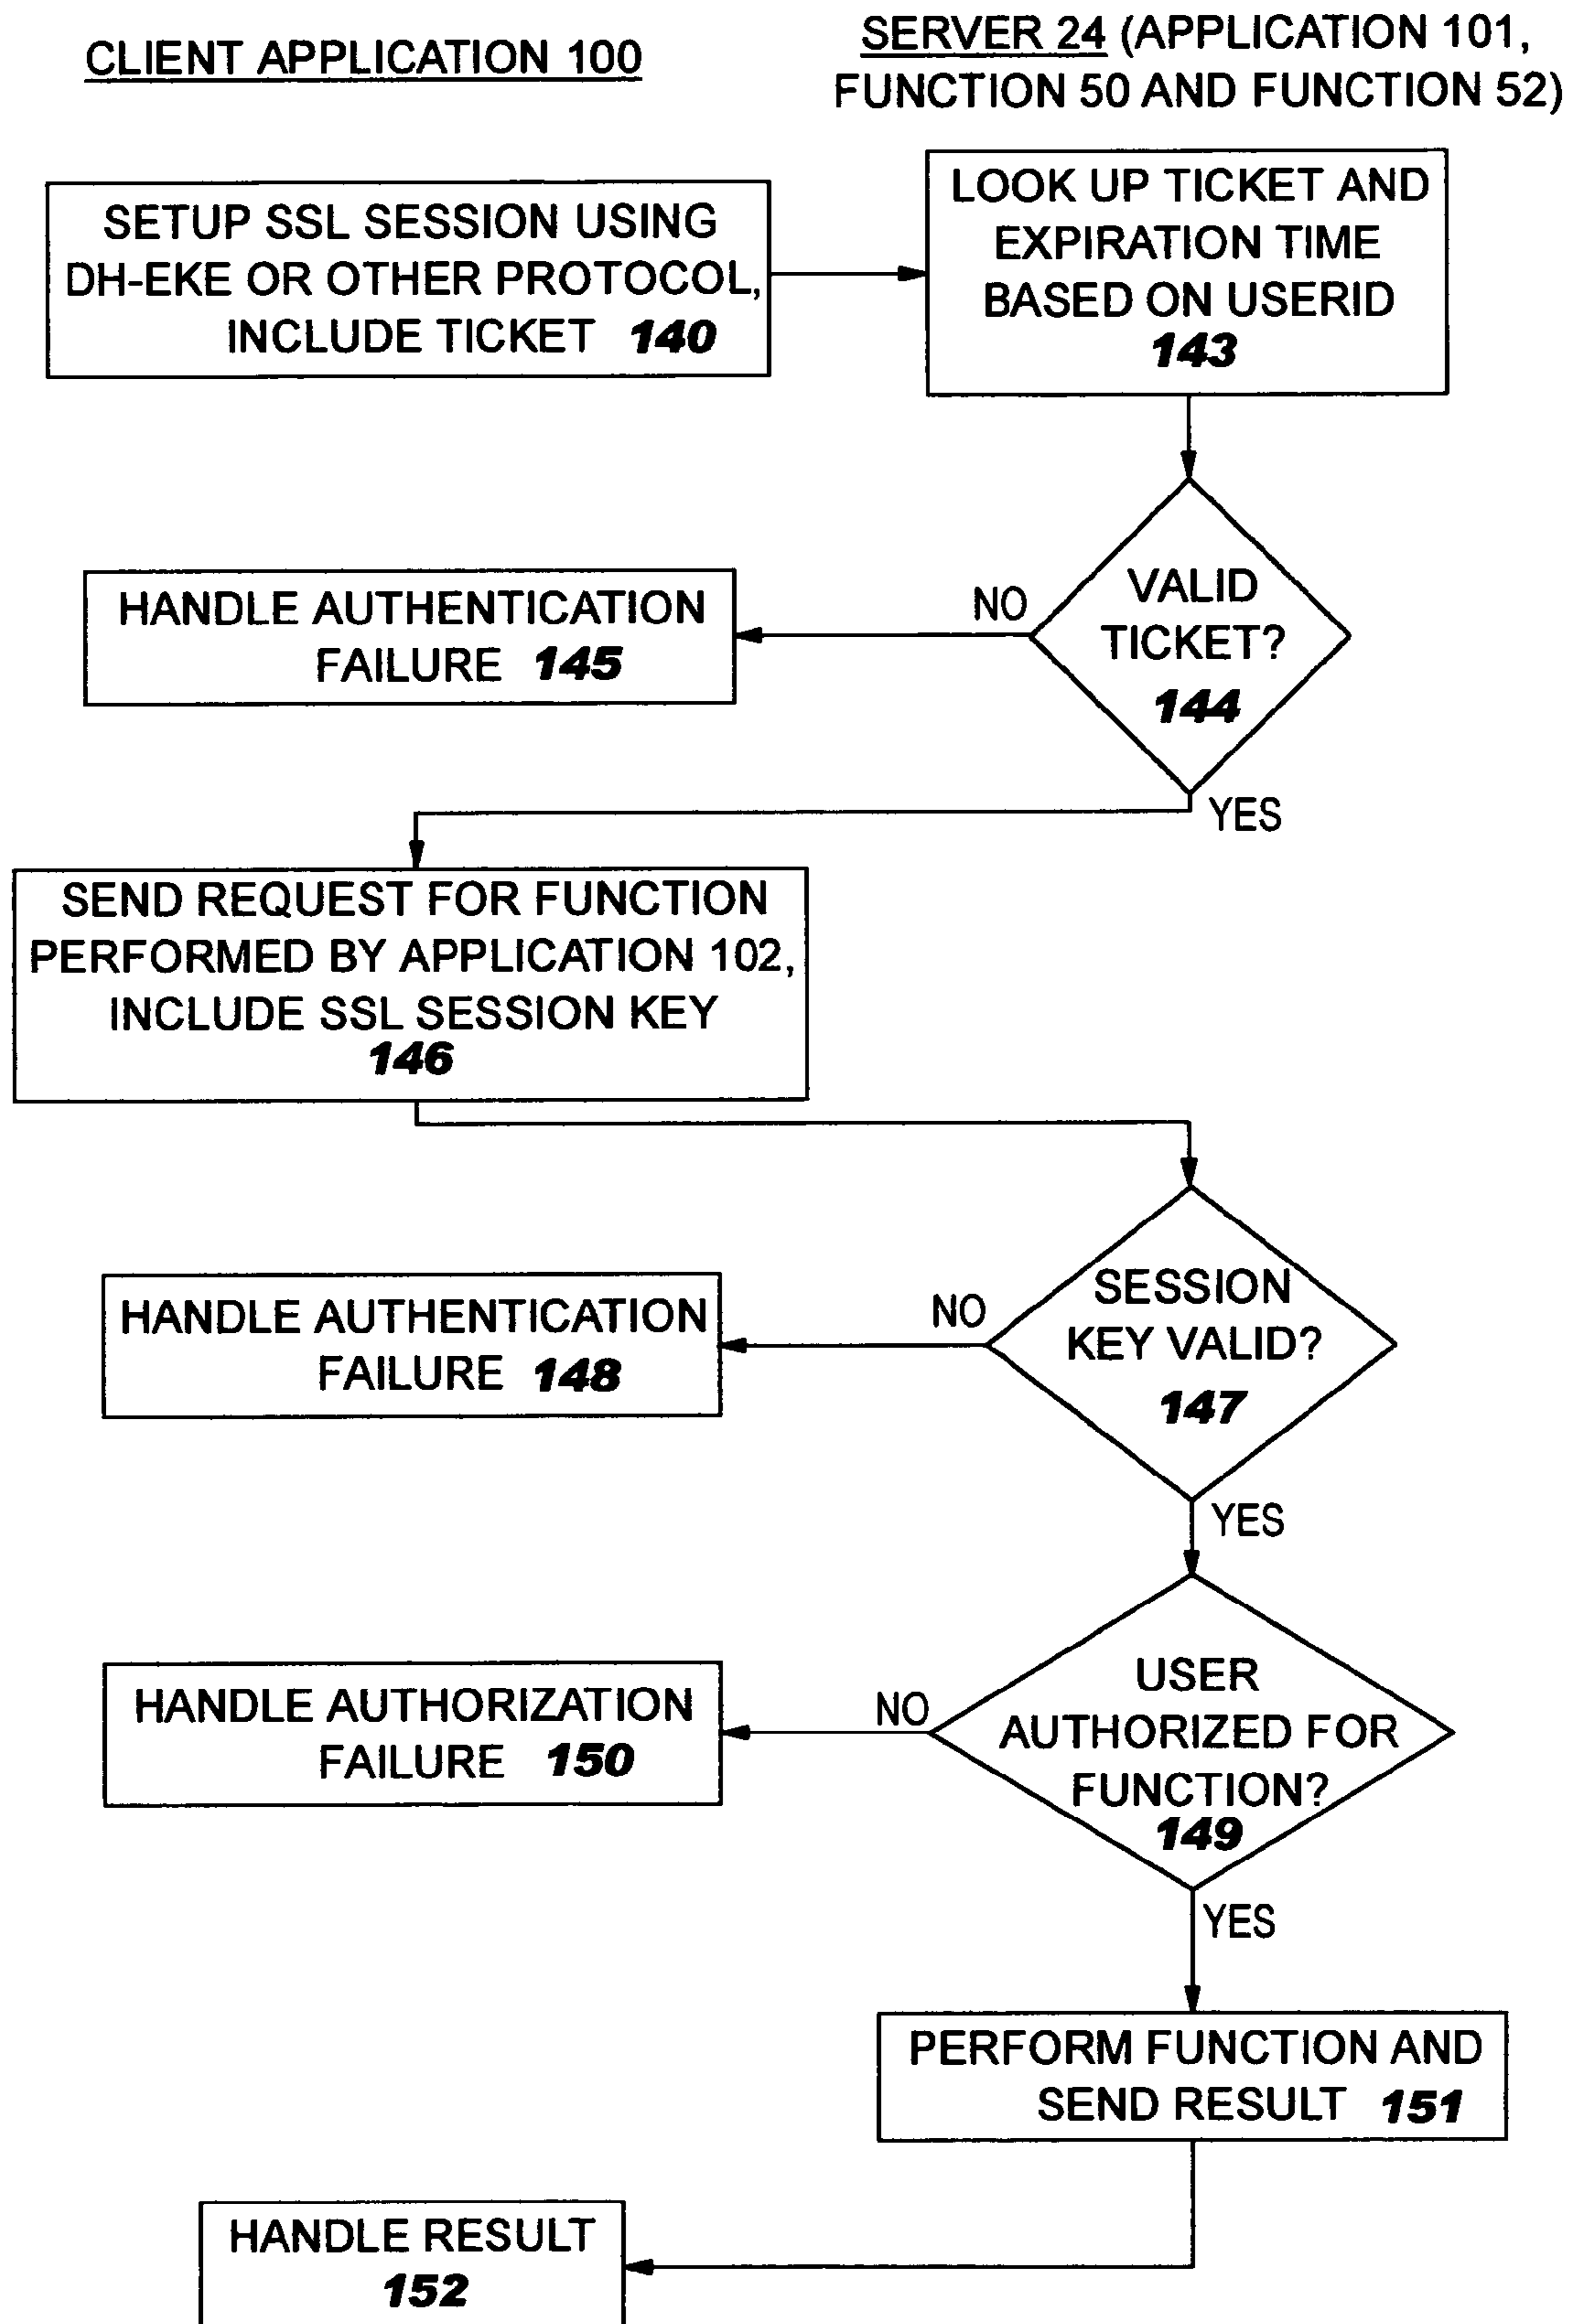 CLIENT APPLICATION 100
SERVER 24 (APPLICATION 101,
FUNCTION 50 AND FUNCTION 52)
SETUP SSL SESSION USING
DH-EKE OR OTHER PROTOCOL,
INCLUDE TICKET 140
LOOK UP TICKET AND
EXPIRATION TIME
BASED ON USERID
143
VALID
TICKET?
144
NO
HANDLE AUTHENTICATION
FAILURE 145
YES
SEND REQUEST FOR FUNCTION
PERFORMED BY APPLICATION 102,
INCLUDE SSL SESSION KEY
146
SESSION
KEY VALID?
147
NO
HANDLE AUTHENTICATION
FAILURE 148
YES
USER
AUTHORIZED FOR
FUNCTION?
149
NO
HANDLE AUTHORIZATION
FAILURE 150
YES
PERFORM FUNCTION AND
SEND RESULT 151
HANDLE RESULT
152